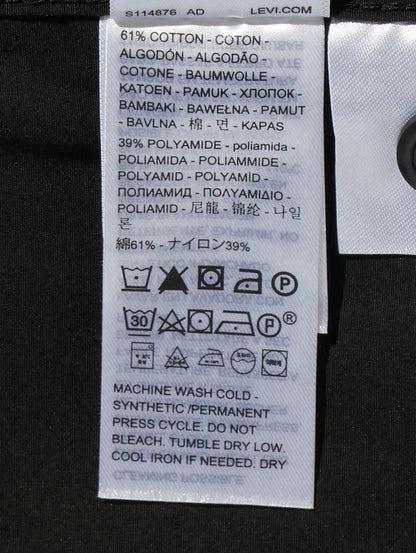 S114876 AD LEVI.COM
61% COTTON - COTON -
ALGODÓN - ALGODÃO -
COTONE - BAUMWOLLE -
KATOEN - PAMUK - ХЛОПОК -
BAMBAKI - BAWEŁNA - PAMUT
- BAVLNA - 棉 - 면 - KAPAS
39% POLYAMIDE - poliamida -
POLIAMIDA - POLIAMMIDE -
POLYAMID - POLYAMID -
ПОЛИАМИД - ΠΟΛΥΑΜΙΔΙΟ -
POLIAMID - 尼龍 - 锦纶 - 나일
론
綿61% - ナイロン39%
P
30 P ®
MACHINE WASH COLD -
SYNTHETIC /PERMANENT
PRESS CYCLE. DO NOT
BLEACH. TUMBLE DRY LOW.
COOL IRON IF NEEDED. DRY